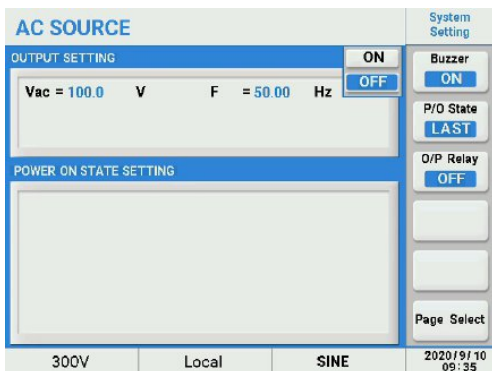 AC SOURCE
System
Setting
OUTPUT SETTING
ON
OFF
Vac = 100.0 V F = 50.00 Hz
Buzzer
ON
P/O State
LAST
O/P Relay
OFF
POWER ON STATE SETTING
Page Select
300V Local SINE
2020/9/10
09:35